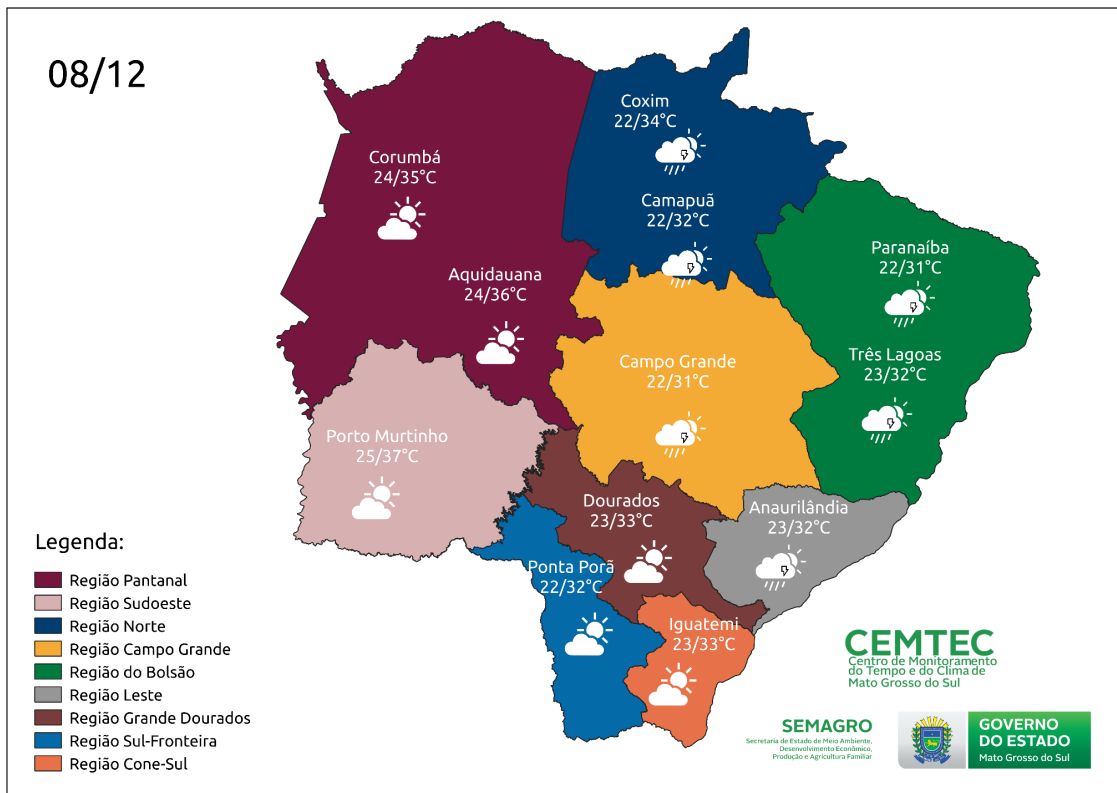 08/12
Coxim
22/34°C
Corumbá
24/35°C
Camapuã
22/32°C
Paranaíba
22/31°C
Aquidauana
24/36°C
Três Lagoas
23/32°C
Campo Grande
22/31°C
Porto Murtinho
25/37°C
Dourados
23/33°C
Anaurilândia
23/32°C
Ponta Porã
22/32°C
Iguatemi
23/33°C
Legenda:
Região Pantanal
Região Sudoeste
Região Norte
Região Campo Grande
Região do Bolsão
Região Leste
Região Grande Dourados
Região Sul-Fronteira
Região Cone-Sul
CEMTEC
Centro de Monitoramento
do Tempo e do Clima de
Mato Grosso do Sul
SEMAGRO
Secretaria de Estado de Meio Ambiente,
Desenvolvimento Econômico,
Produção e Agricultura Familiar
GOVERNO
DO ESTADO
Mato Grosso do Sul